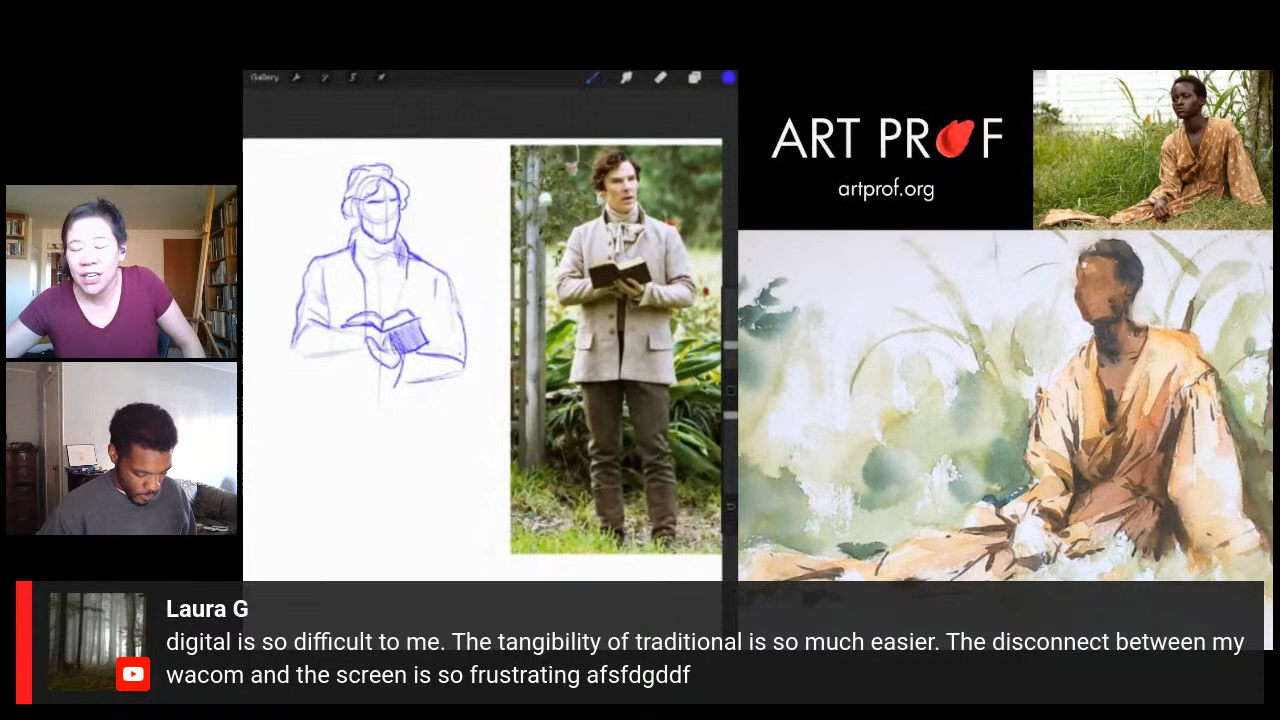 Gallery
ART PROF
artprof.org
Laura G
digital is so difficult to me. The tangibility of traditional is so much easier. The disconnect between my
wacom and the screen is so frustrating afsfdgddf